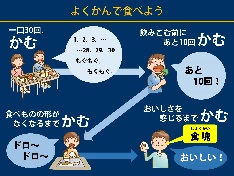 よくかんで食べよう
一口30回、
かむ
1、2、3、…
…28、29、30
もぐもぐ、
もぐもぐ、
飲みこむ前に
あと10回 かむ
あと
10回！
食べものの形が
なくなるまで かむ
ドロ〜
ドロ〜
おいしさを
感じるまで かむ
食塊
おいしい！